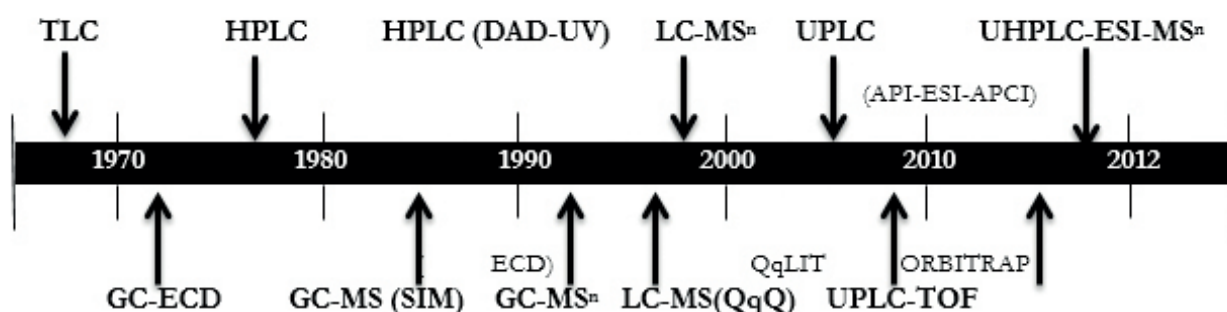 TLC HPLC HPLC (DAD-UV) LC-MSⁿ UPLC UHPLC-ESI-MSⁿ
(API-ESI-APCI)
1970 1980 1990 2000 2010 2012
( ECD) QqLIT ORBITRAP
GC-ECD GC-MS (SIM) GC-MSⁿ LC-MS(QqQ) UPLC-TOF